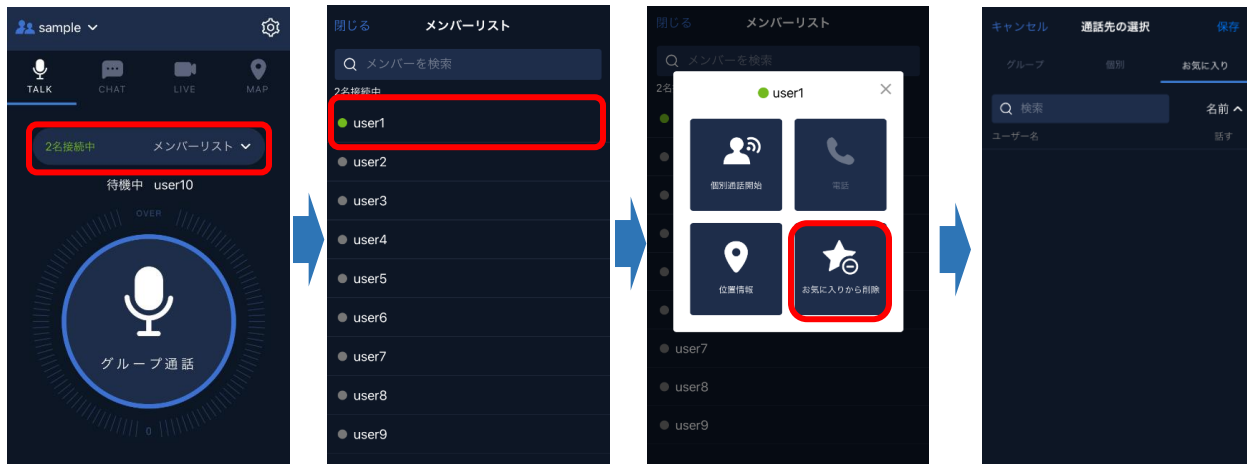 sample
TALK CHAT LIVE MAP
2名接続中 メンバーリスト
待機中 user10
OVER
グループ通話
0
閉じる メンバーリスト
メンバーを検索
2名接続中
user1
user2
user3
user4
user5
user6
user7
user8
user9
閉じる メンバーリスト
メンバーを検索
2名
user1
個別通話開始 電話
位置情報 お気に入りから削除
user7
user8
user9
キャンセル 通話先の選択 保存
グループ 個別 お気に入り
検索 名前
ユーザー名 話す